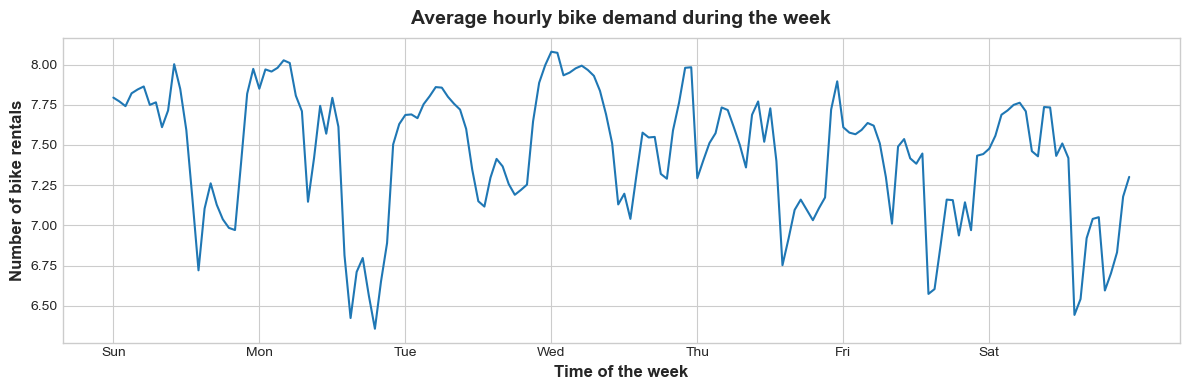 Average hourly bike demand during the week
Number of bike rentals
8.00
7.75
7.50
7.25
7.00
6.75
6.50
Sun Mon Tue Wed Thu Fri Sat
Time of the week